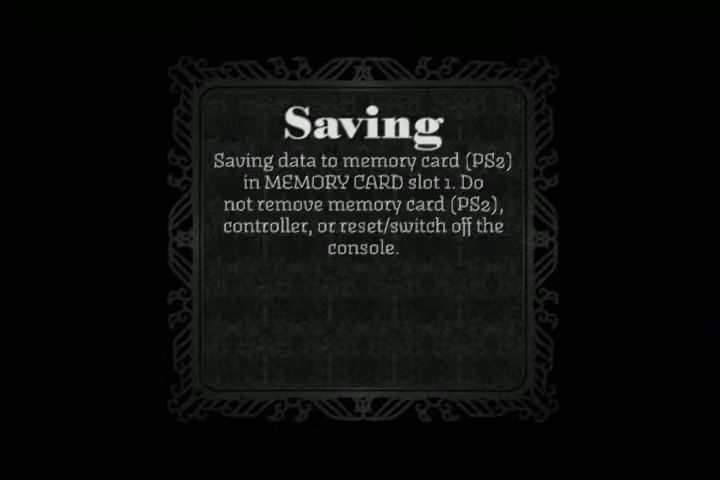 Saving
Saving data to memory card (PS2)
in MEMORY CARD slot 1. Do
not remove memory card (PS2),
controller, or reset/switch off the
console.